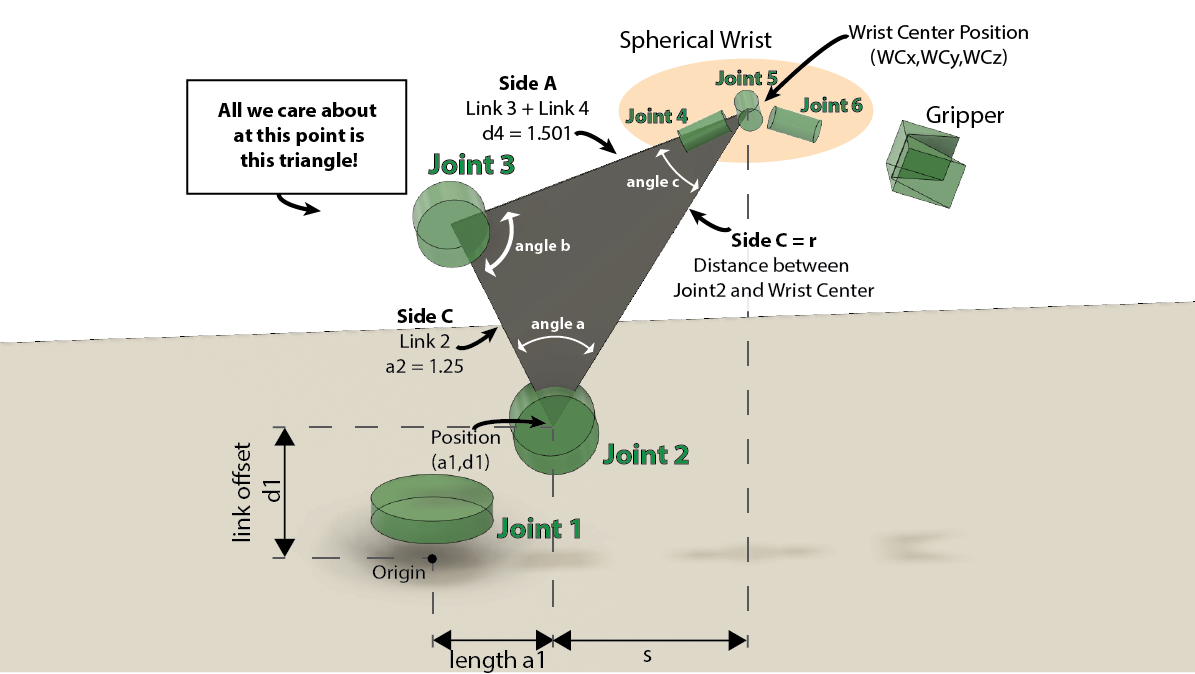 Spherical Wrist
Wrist Center Position
(WCx,WCy,WCz)
Joint 5
Joint 4
Joint 6
Gripper
Side A
Link 3 + Link 4
d4 = 1.501
All we care about
at this point is
this triangle!
Joint 3
angle c
angle b
Side C = r
Distance between
Joint2 and Wrist Center
Side C
Link 2
a2 = 1.25
angle a
Position
(a1,d1)
Joint 2
link offset
d1
Joint 1
Origin
length a1
s